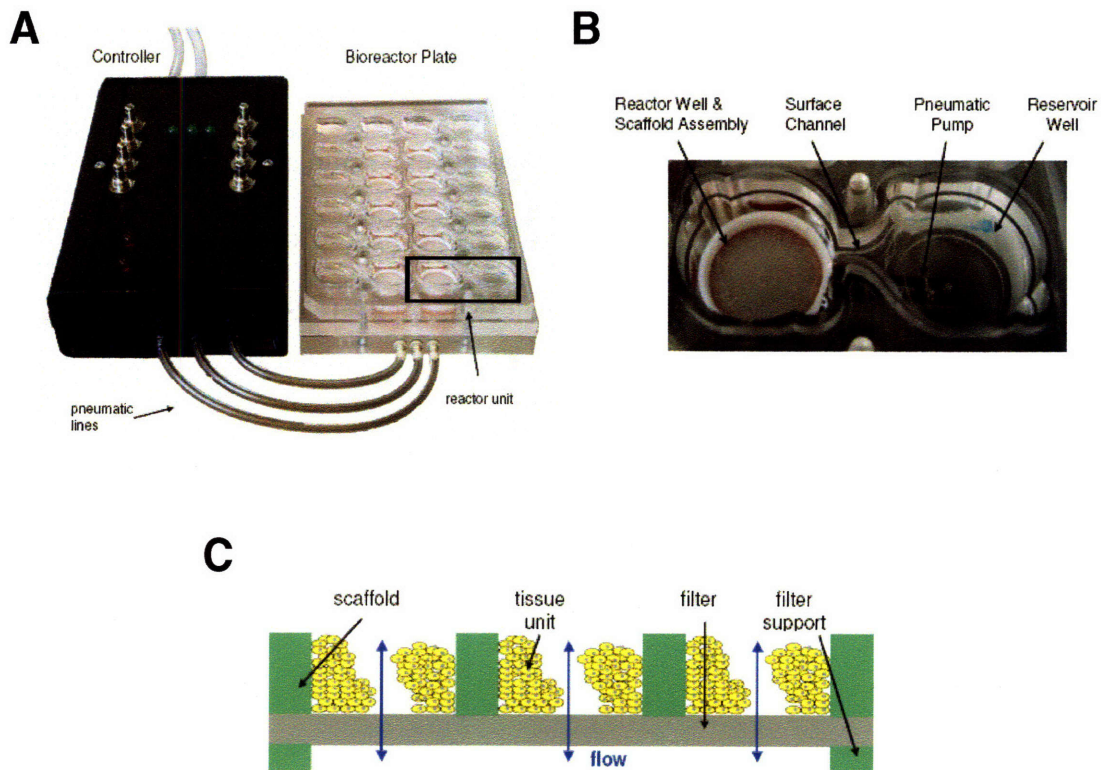 A
Controller
Bioreactor Plate
pneumatic
lines
reactor unit
B
Reactor Well &
Scaffold Assembly
Surface
Channel
Pneumatic
Pump
Reservoir
Well
C
scaffold
tissue
unit
filter
filter
support
flow